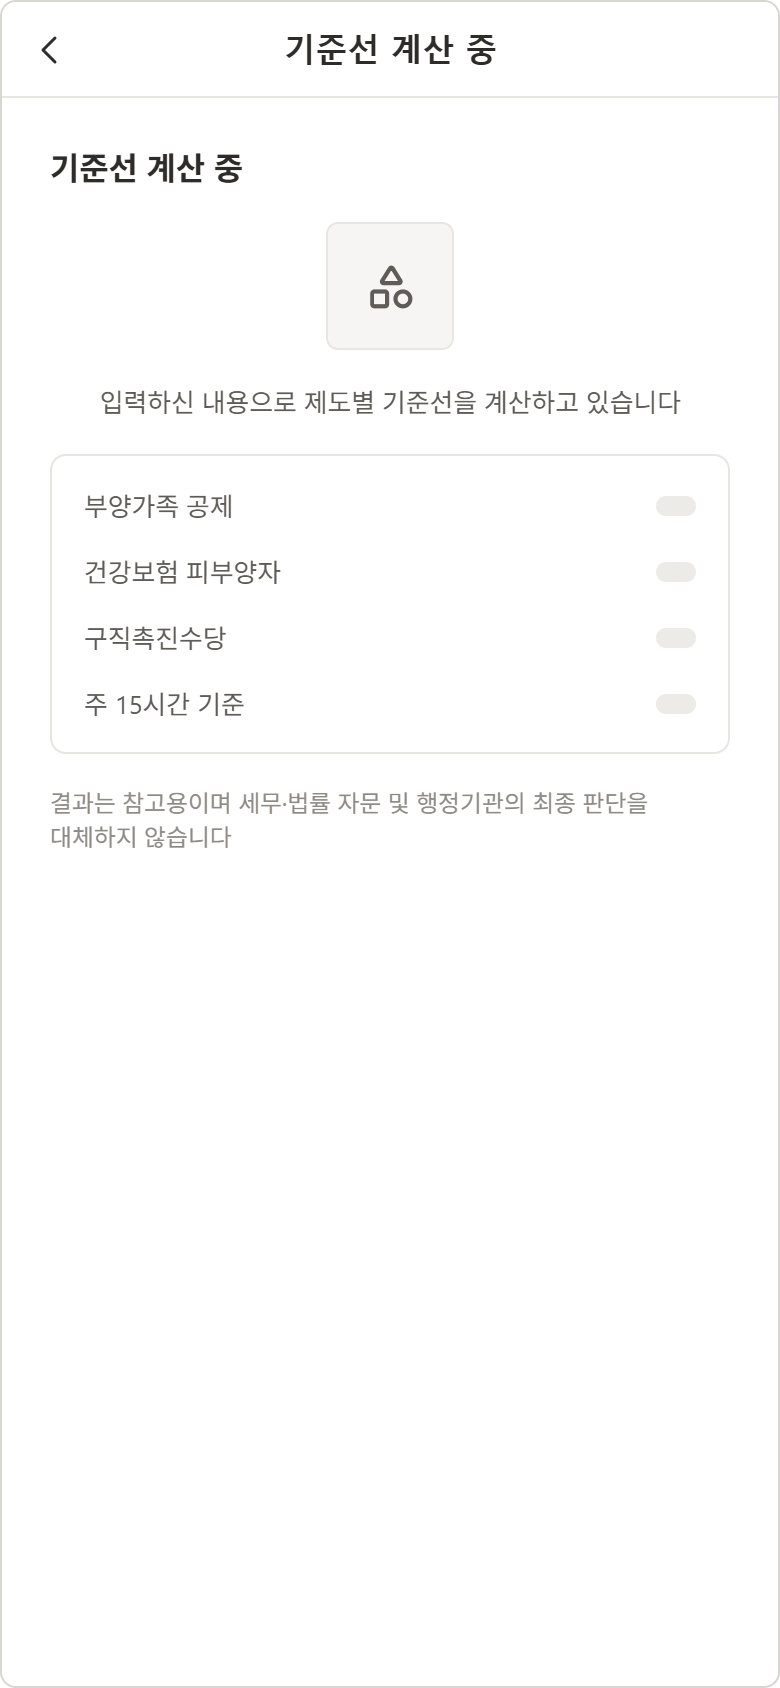 기준선 계산 중
기준선 계산 중
입력하신 내용으로 제도별 기준선을 계산하고 있습니다
부양가족 공제
건강보험 피부양자
구직촉진수당
주 15시간 기준
결과는 참고용이며 세무·법률 자문 및 행정기관의 최종 판단을
대체하지 않습니다